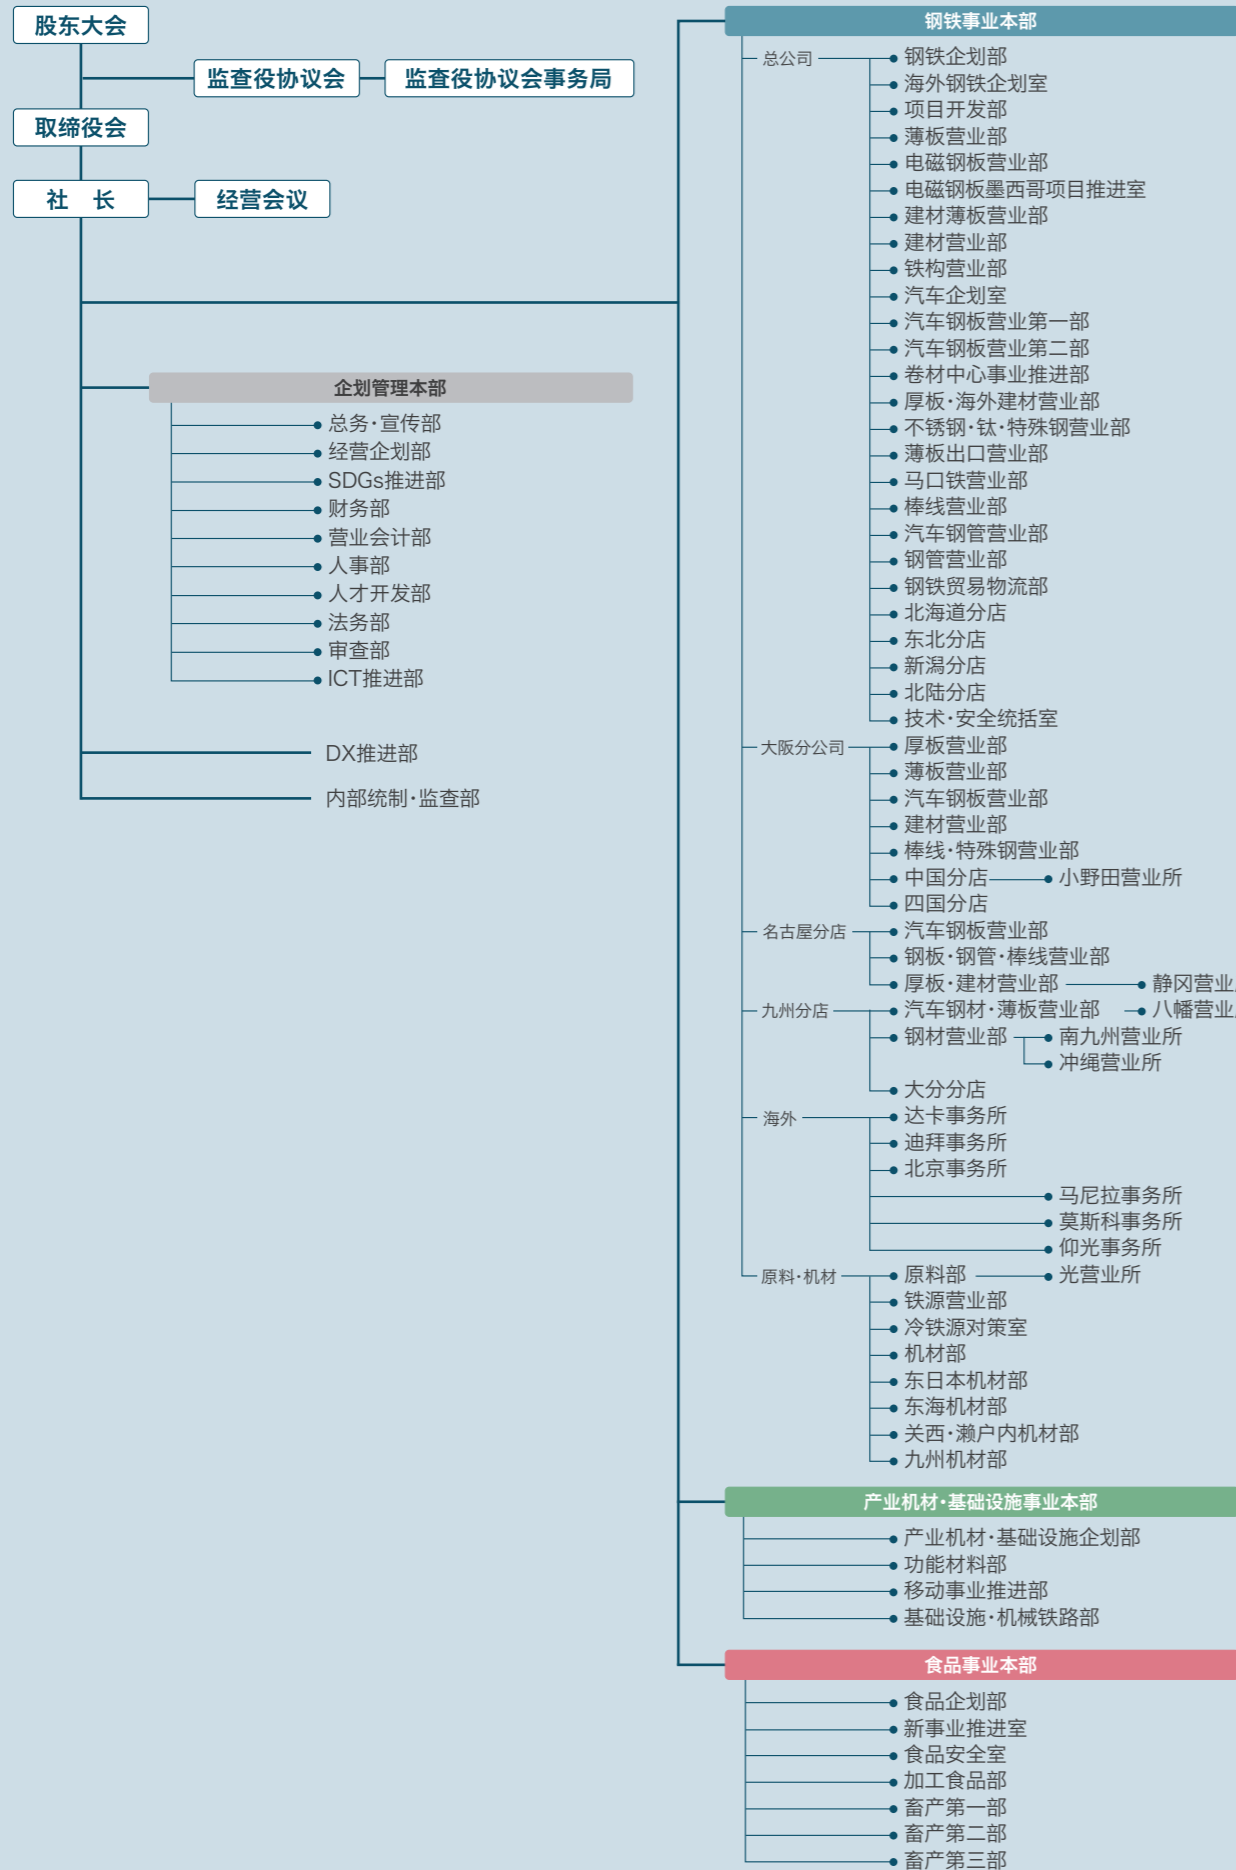 股东大会
监查役协议会
监查役协议会事务局
取缔役会
社　长
经营会议
企划管理本部
总务·宣传部
经营企划部
SDGs推进部
财务部
营业会计部
人事部
人才开发部
法务部
审查部
ICT推进部
DX推进部
内部统制·监查部
钢铁事业本部
总公司
钢铁企划部
海外钢铁企划室
项目开发部
薄板营业部
电磁钢板营业部
电磁钢板墨西哥项目推进室
建材薄板营业部
建材营业部
铁构营业部
汽车企划室
汽车钢板营业第一部
汽车钢板营业第二部
卷材中心事业推进部
厚板·海外建材营业部
不锈钢·钛·特殊钢营业部
薄板出口营业部
马口铁营业部
棒线营业部
汽车钢管营业部
钢管营业部
钢铁贸易物流部
北海道分店
东北分店
新潟分店
北陆分店
技术·安全统括室
大阪分公司
厚板营业部
薄板营业部
汽车钢板营业部
建材营业部
棒线·特殊钢营业部
中国分店 小野田营业所
四国分店
名古屋分店
汽车钢板营业部
钢板·钢管·棒线营业部
厚板·建材营业部 静冈营业
九州分店
汽车钢材·薄板营业部 八幡营业
钢材营业部 南九州营业所
冲绳营业所
大分分店
海外
达卡事务所
迪拜事务所
北京事务所
马尼拉事务所
莫斯科事务所
仰光事务所
原料·机材
原料部 光营业所
铁源营业部
冷铁源对策室
机材部
东日本机材部
东海机材部
关西·濑户内机材部
九州机材部
产业机材·基础设施事业本部
产业机材·基础设施企划部
功能材料部
移动事业推进部
基础设施·机械铁路部
食品事业本部
食品企划部
新事业推进室
食品安全室
加工食品部
畜产第一部
畜产第二部
畜产第三部